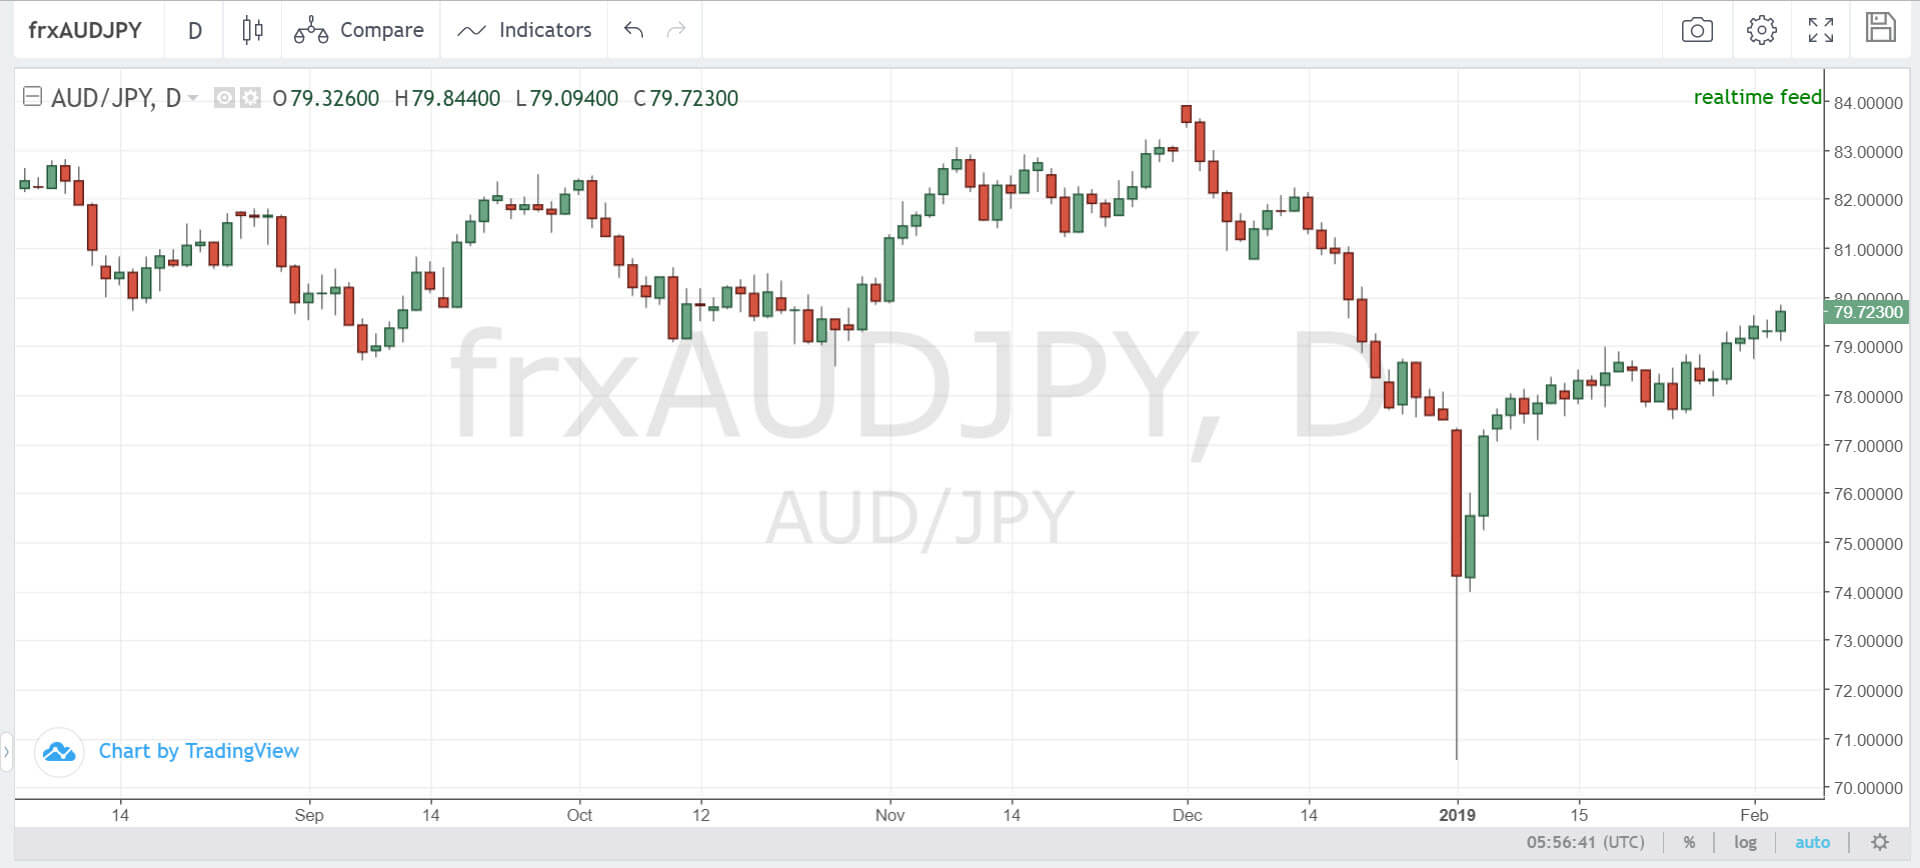 frxAUDJPY D Compare Indicators
AUD/JPY, D O79.32600 H79.84400 L79.09400 C79.72300
realtime feed
84.00000
83.00000
82.00000
81.00000
80.00000
79.72300
79.00000
78.00000
77.00000
76.00000
75.00000
74.00000
73.00000
72.00000
71.00000
70.00000
frxAUDJPY, D
AUD/JPY
Chart by TradingView
14 Sep 14 Oct 12 Nov 14 Dec 14 2019 15 Feb
05:56:41 (UTC) % log auto